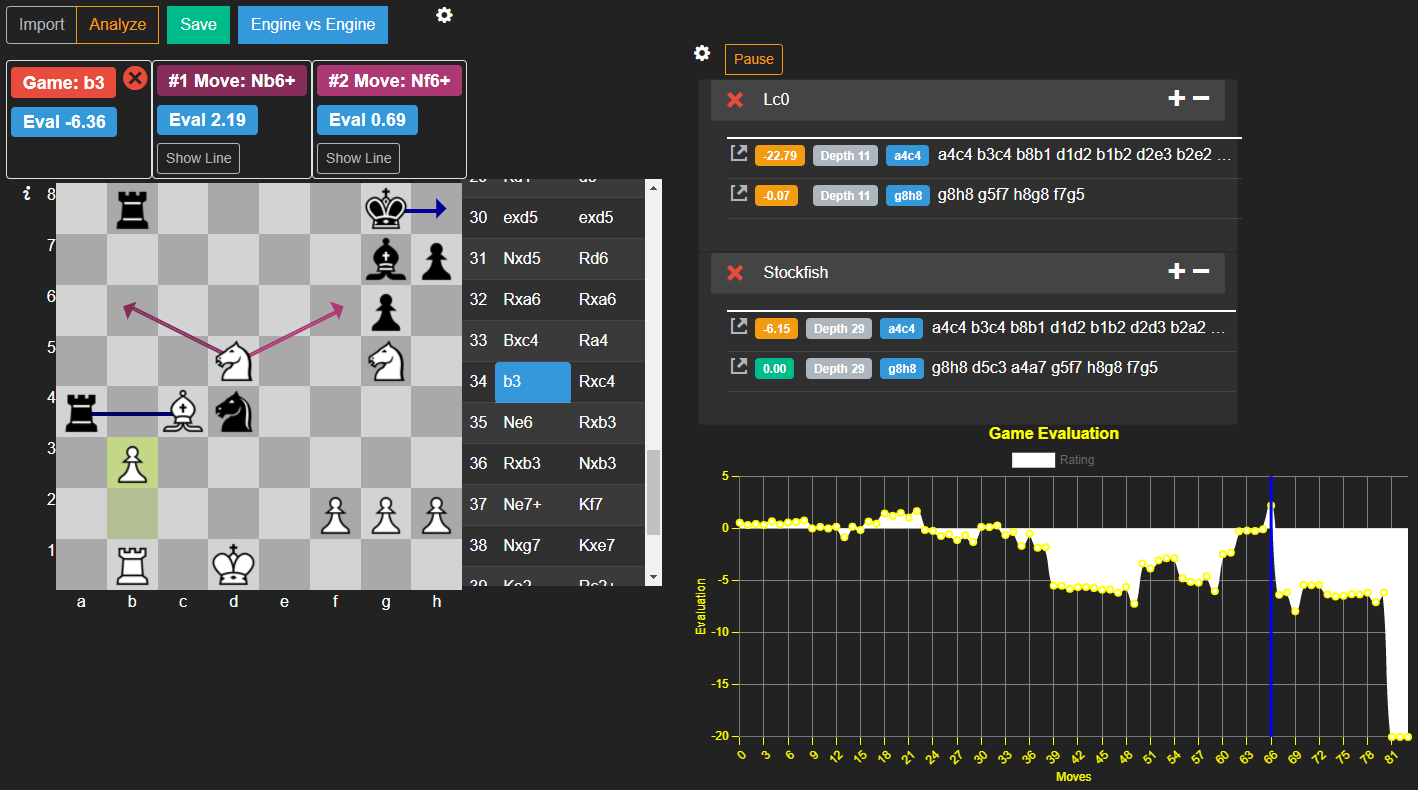 Import Analyze Save Engine vs Engine
Pause
Game: b3 #1 Move: Nb6+ #2 Move: Nf6+
Eval -6.36 Eval 2.19 Eval 0.69
Show Line Show Line
Lc0
-22.79 Depth 11 a4c4 a4c4 b3c4 b8b1 d1d2 b1b2 d2e3 b2e2 ...
-0.07 Depth 11 g8h8 g8h8 g5f7 h8g8 f7g5
Stockfish
-6.15 Depth 29 a4c4 a4c4 b3c4 b8b1 d1d2 b1b2 d2d3 b2a2 ...
0.00 Depth 29 g8h8 g8h8 d5c3 a4a7 g5f7 h8g8 f7g5
i
8
7
6
5
4
3
2
1
a b c d e f g h
30 exd5 exd5
31 Nxd5 Rd6
32 Rxa6 Rxa6
33 Bxc4 Ra4
34 b3 Rxc4
35 Ne6 Rxb3
36 Rxb3 Nxb3
37 Ne7+ Kf7
38 Nxg7 Kxe7
Game Evaluation
Rating
Evaluation
5
0
-5
-10
-15
-20
0 3 6 9 12 15 18 21 24 27 30 33 36 39 42 45 48 51 54 57 60 63 66 69 72 75 78 81
Moves